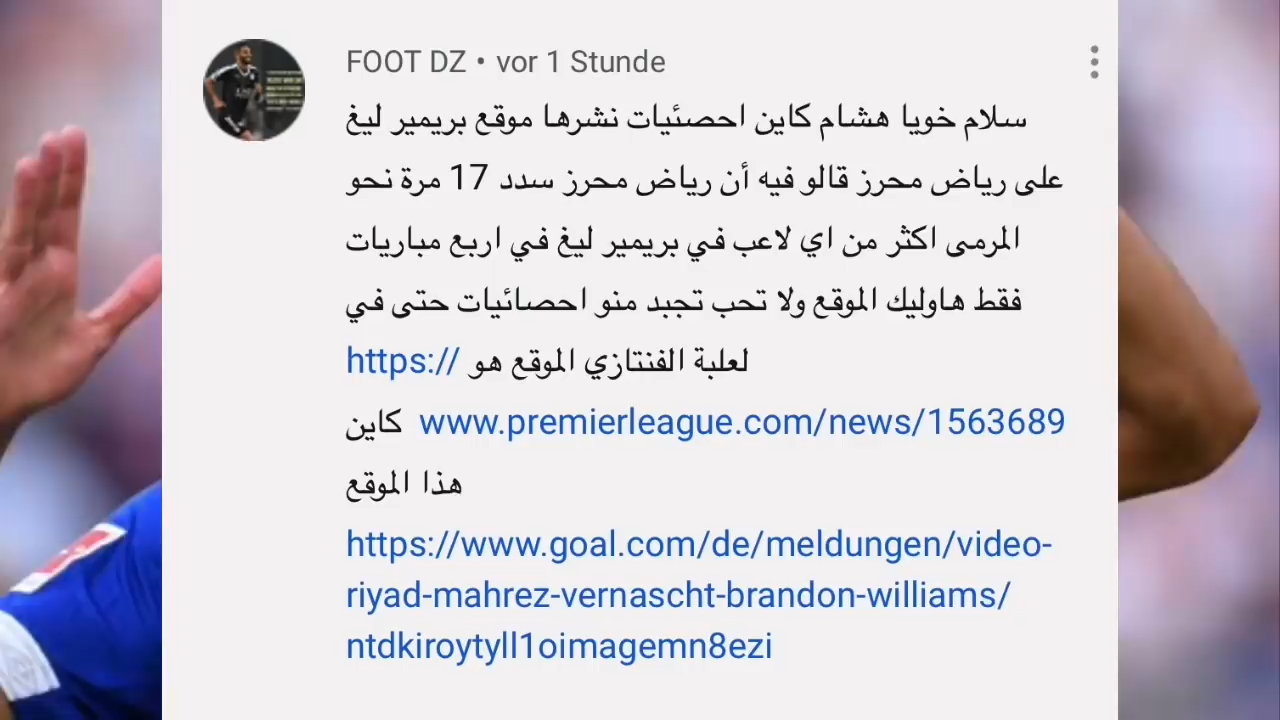 FOOT DZ • vor 1 Stunde
سلام خويا هشام كاين احصئيات نشرها موقع بريمير ليغ
على رياض محرز قالو فيه أن رياض محرز سدد 17 مرة نحو
المرمى اكثر من اي لاعب في بريمير ليغ في اربع مباريات
فقط هاوليك الموقع ولا تحب تجبد منو احصائيات حتى في
لعلبة الفنتازي الموقع هو https://
www.premierleague.com/news/1563689 كاين
هذا الموقع
https://www.goal.com/de/meldungen/video-
riyad-mahrez-vernascht-brandon-williams/
ntdkiroytyll1oimagemn8ezi